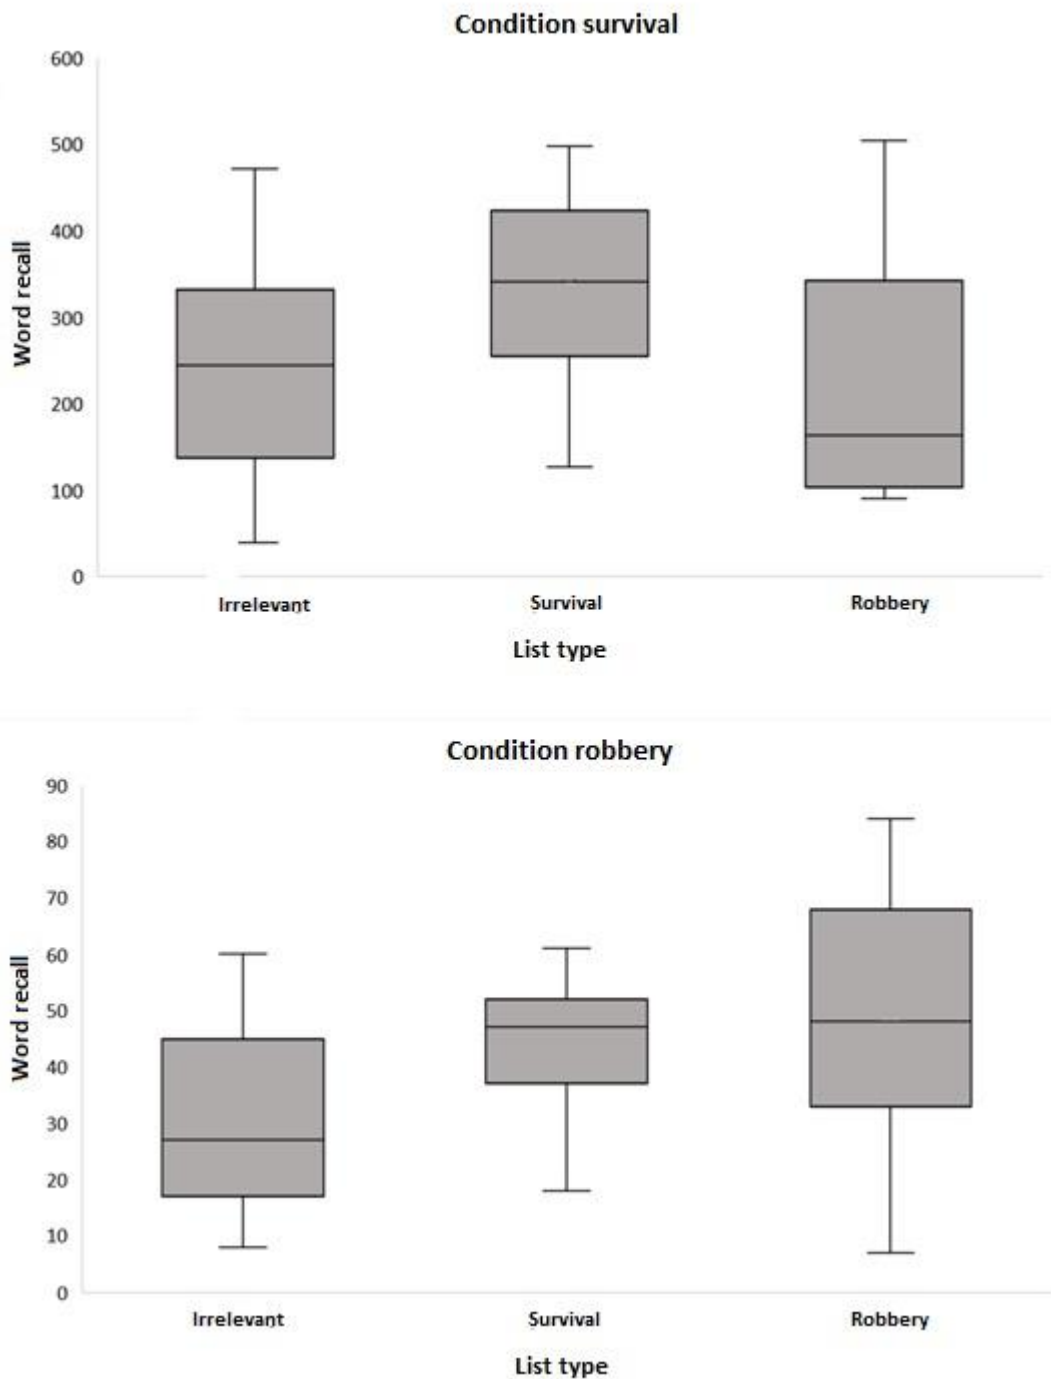 Condition survival
600
500
400
300
200
100
0
Word recall
Irrelevant Survival Robbery
List type
Condition robbery
90
80
70
60
50
40
30
20
10
0
Word recall
Irrelevant Survival Robbery
List type